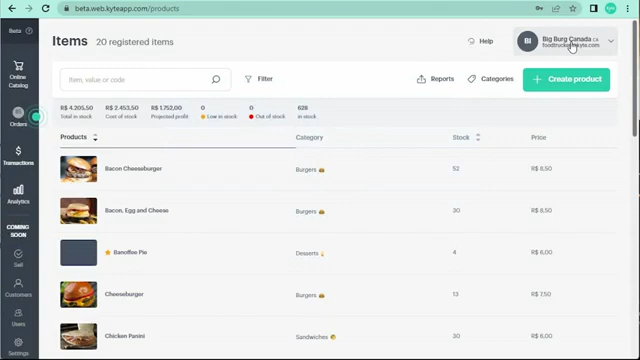 beta.web.kyteapp.com/products
Beta
Items
20 registered items
Help
BI
Big Burg Canada CA
Online
Catalog
Item, value or code
Filter
Reports
Categories
Create product
Orders
R$ 4.205,50
R$ 2.453,50
R$ 1.752,00
0
0
628
Total in stock
Cost of stock
Projected profit
Low in stock
Out of stock
in stock
Products
Category
Stock
Price
Transactions
Bacon Cheeseburger
Burgers
52
R$ 8,50
Analytics
Bacon, Egg and Cheese
Burgers
30
R$ 8,50
COMING
SOON
Banoffee Pie
Desserts
4
R$ 6,00
Sell
Customers
Cheeseburger
Burgers
13
R$ 7,50
Users
Chicken Panini
Sandwiches
30
R$ 6,00
Settings